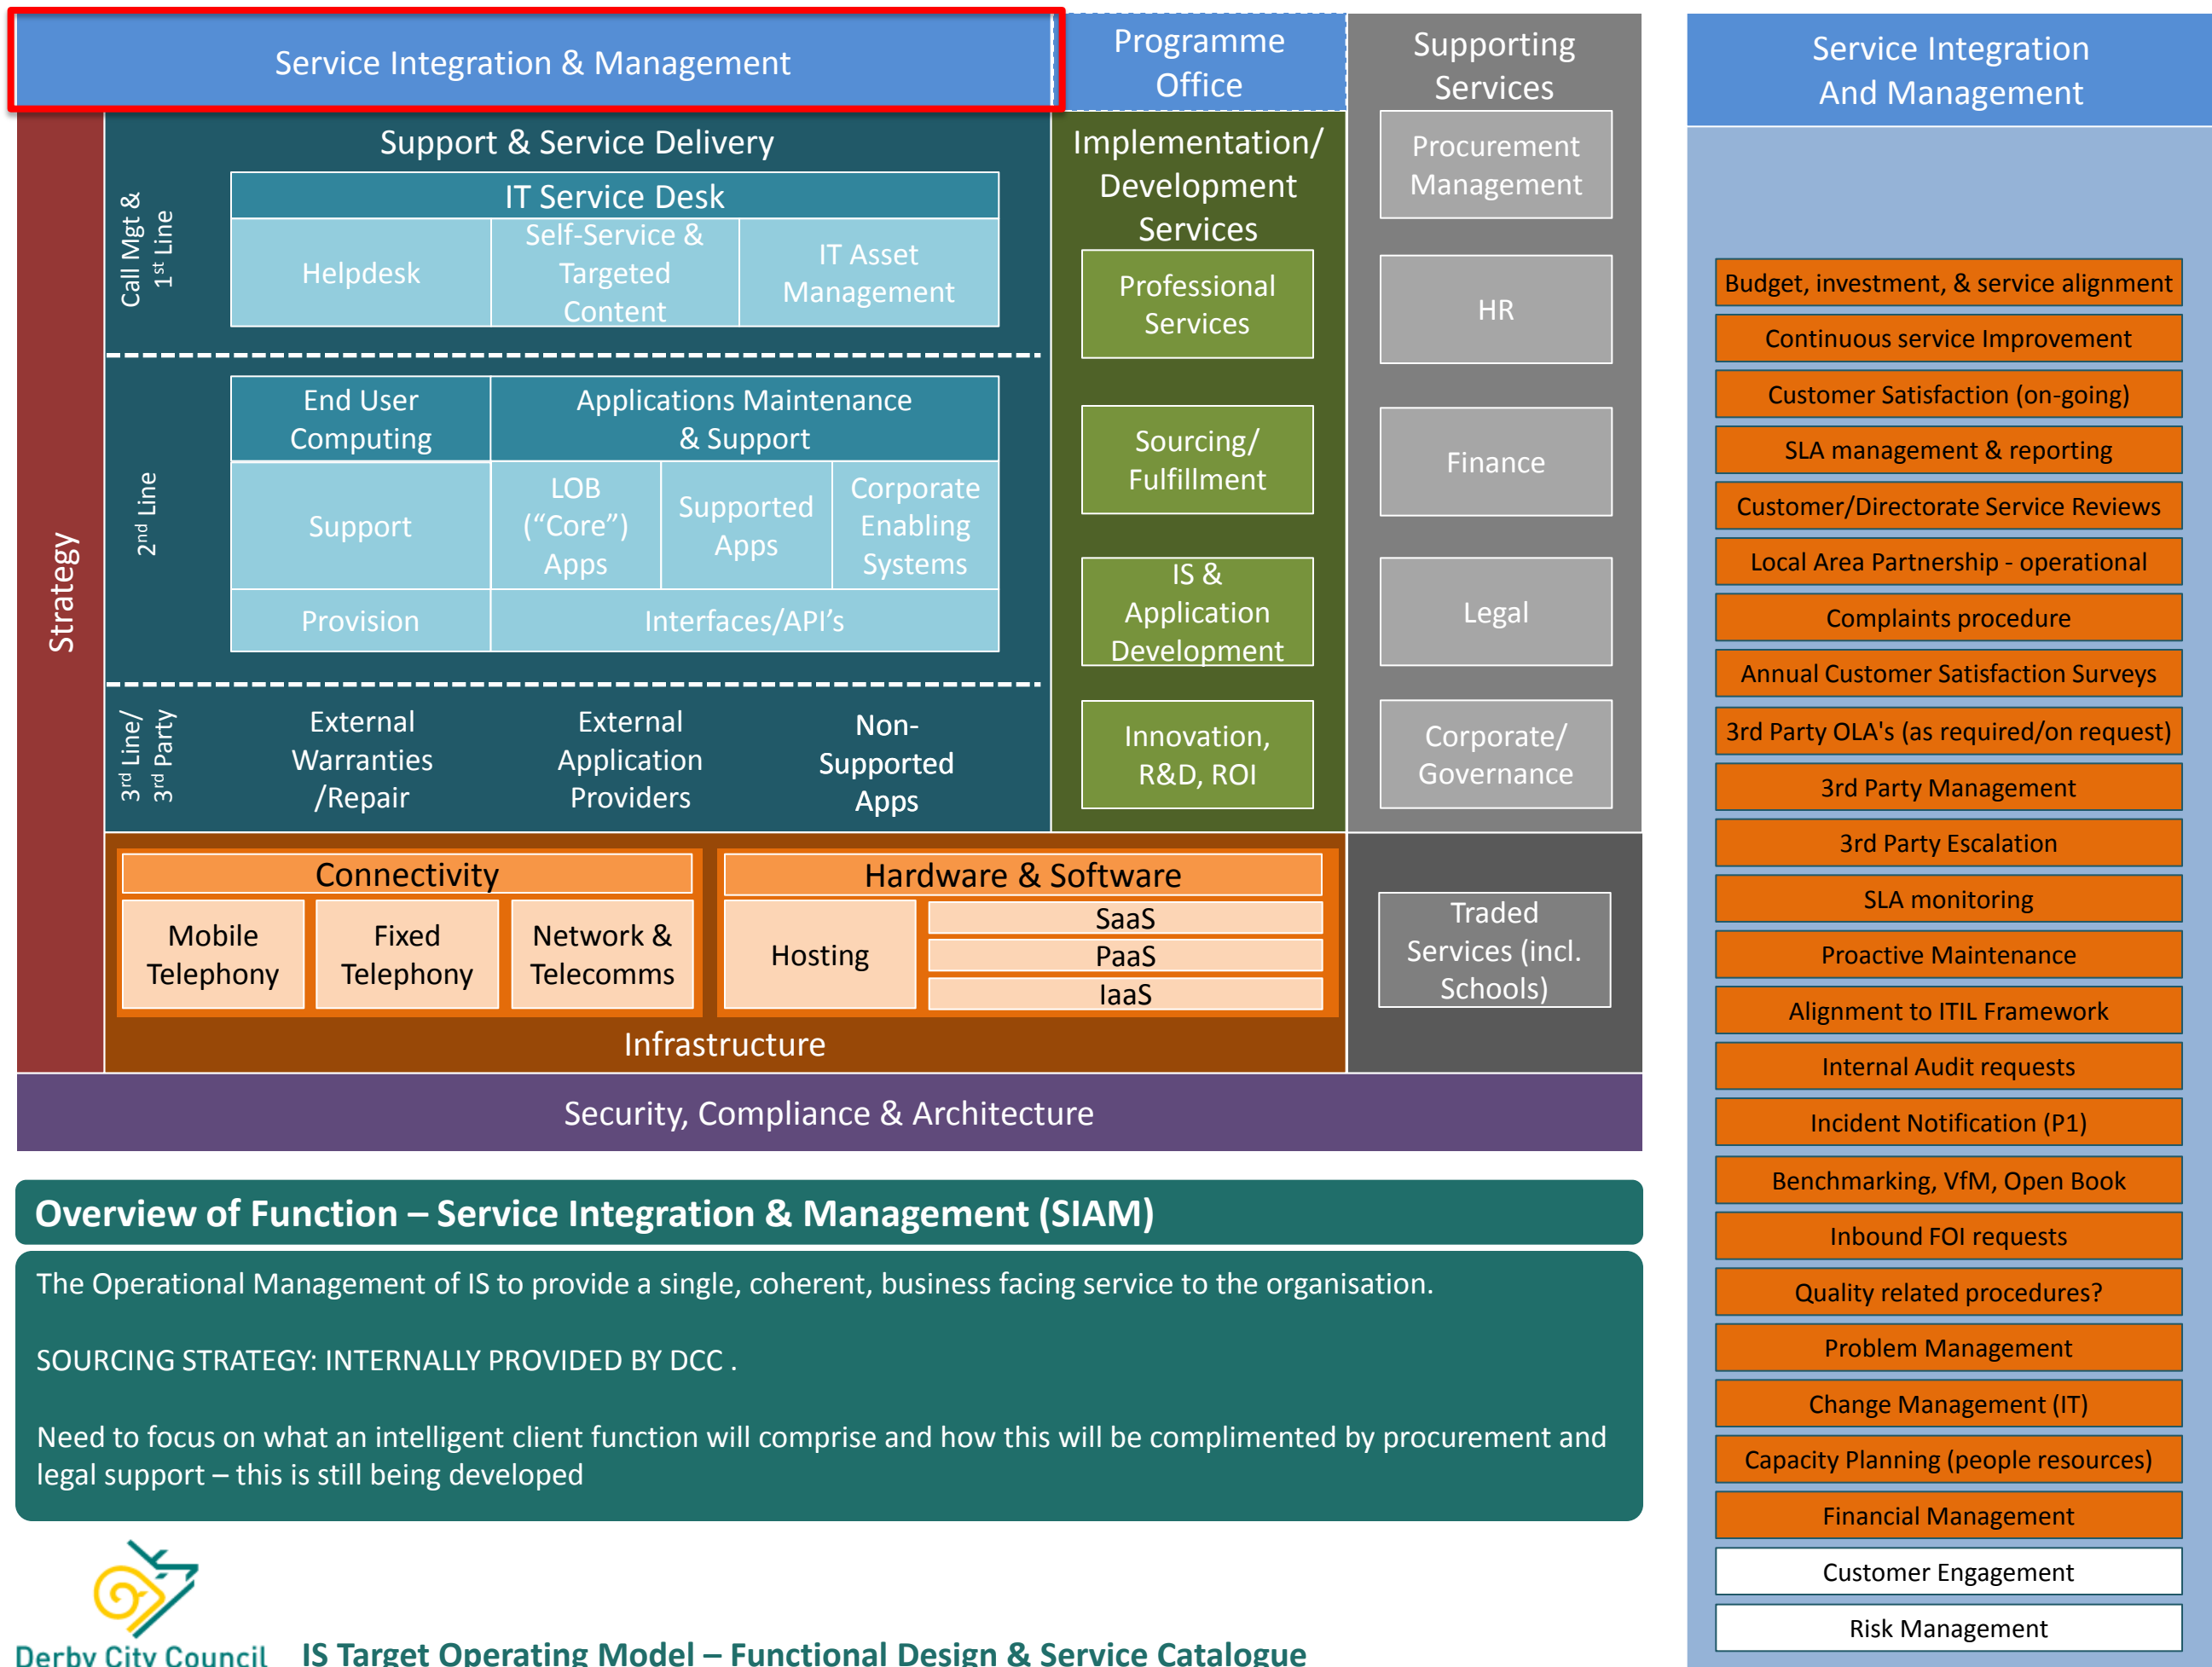 Service Integration & Management
Programme
Office
Supporting
Services
Strategy
Support & Service Delivery
Call Mgt &
1st Line
IT Service Desk
Helpdesk
Self-Service &
Targeted
Content
IT Asset
Management
2nd Line
End User
Computing
Applications Maintenance
& Support
Support
LOB
(“Core”)
Apps
Supported
Apps
Corporate
Enabling
Systems
Provision
Interfaces/API’s
3rd Line/
3rd Party
External
Warranties
/Repair
External
Application
Providers
Non-
Supported
Apps
Implementation/
Development
Services
Professional
Services
Sourcing/
Fulfillment
IS &
Application
Development
Innovation,
R&D, ROI
Procurement
Management
HR
Finance
Legal
Corporate/
Governance
Connectivity
Mobile
Telephony
Fixed
Telephony
Network &
Telecomms
Hardware & Software
Hosting
SaaS
PaaS
IaaS
Infrastructure
Traded
Services (incl.
Schools)
Security, Compliance & Architecture
Overview of Function – Service Integration & Management (SIAM)
The Operational Management of IS to provide a single, coherent, business facing service to the organisation.
SOURCING STRATEGY: INTERNALLY PROVIDED BY DCC .
Need to focus on what an intelligent client function will comprise and how this will be complimented by procurement and
legal support – this is still being developed
Derby City Council
IS Target Operating Model – Functional Design & Service Catalogue
Service Integration
And Management
Budget, investment, & service alignment
Continuous service Improvement
Customer Satisfaction (on-going)
SLA management & reporting
Customer/Directorate Service Reviews
Local Area Partnership - operational
Complaints procedure
Annual Customer Satisfaction Surveys
3rd Party OLA's (as required/on request)
3rd Party Management
3rd Party Escalation
SLA monitoring
Proactive Maintenance
Alignment to ITIL Framework
Internal Audit requests
Incident Notification (P1)
Benchmarking, VfM, Open Book
Inbound FOI requests
Quality related procedures?
Problem Management
Change Management (IT)
Capacity Planning (people resources)
Financial Management
Customer Engagement
Risk Management